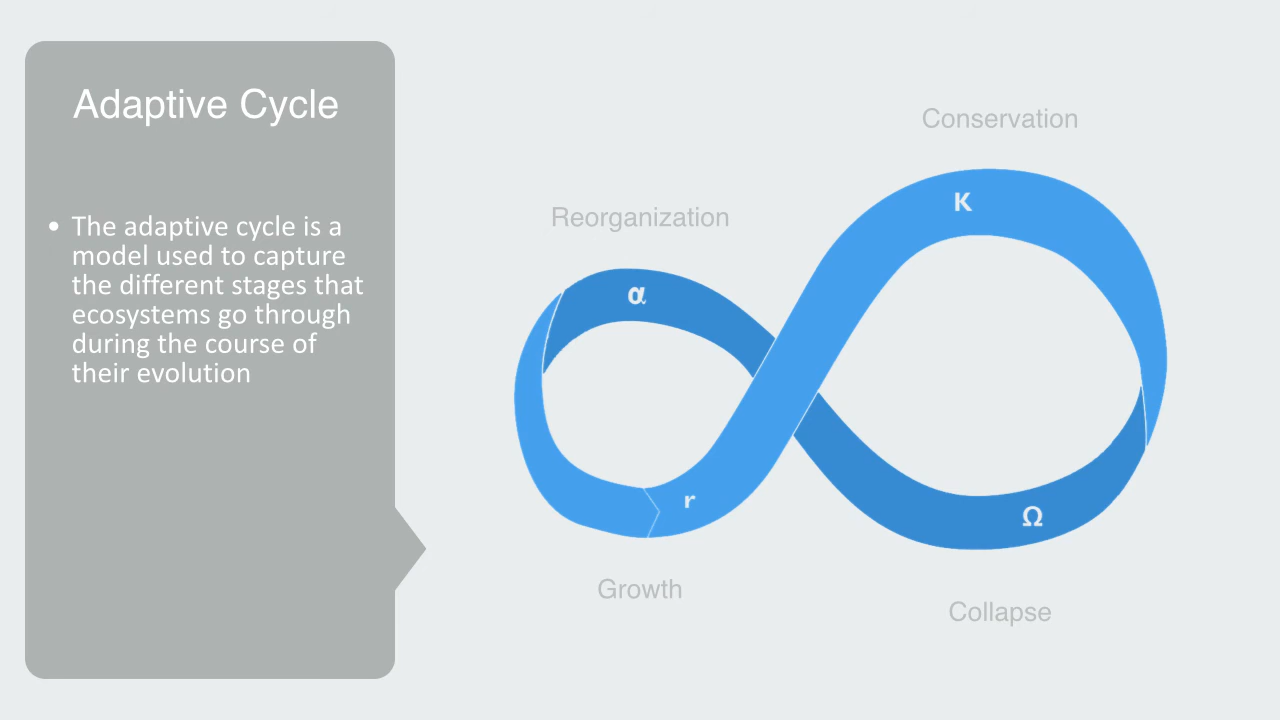 Adaptive Cycle
• The adaptive cycle is a
model used to capture
the different stages that
ecosystems go through
during the course of
their evolution
Conservation
K
Reorganization
α
r
Ω
Growth
Collapse